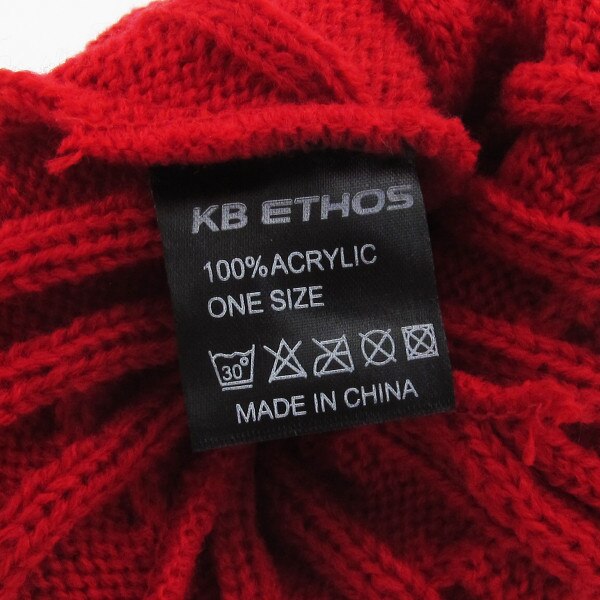 KB ETHOS
100% ACRYLIC
ONE SIZE
30°
MADE IN CHINA